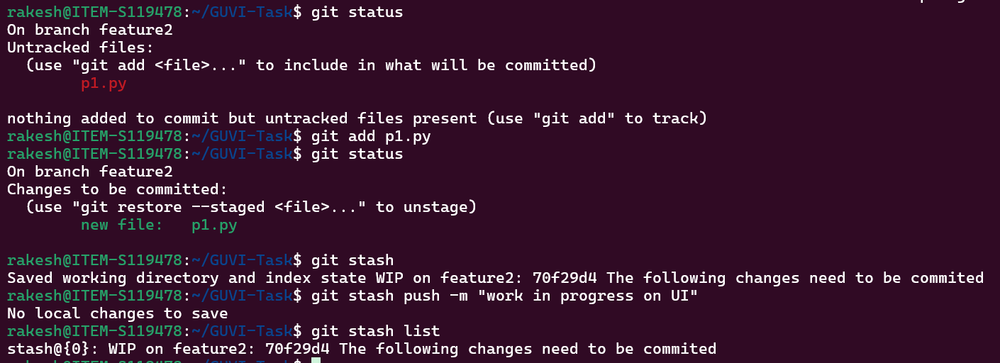 rakesh@ITEM-S119478:~/GUVI-Task$ git status
On branch feature2
Untracked files:
  (use "git add <file>..." to include in what will be committed)
        p1.py

nothing added to commit but untracked files present (use "git add" to track)
rakesh@ITEM-S119478:~/GUVI-Task$ git add p1.py
rakesh@ITEM-S119478:~/GUVI-Task$ git status
On branch feature2
Changes to be committed:
  (use "git restore --staged <file>..." to unstage)
        new file:   p1.py

rakesh@ITEM-S119478:~/GUVI-Task$ git stash
Saved working directory and index state WIP on feature2: 70f29d4 The following changes need to be commited
rakesh@ITEM-S119478:~/GUVI-Task$ git stash push -m "work in progress on UI"
No local changes to save
rakesh@ITEM-S119478:~/GUVI-Task$ git stash list
stash@{0}: WIP on feature2: 70f29d4 The following changes need to be commited